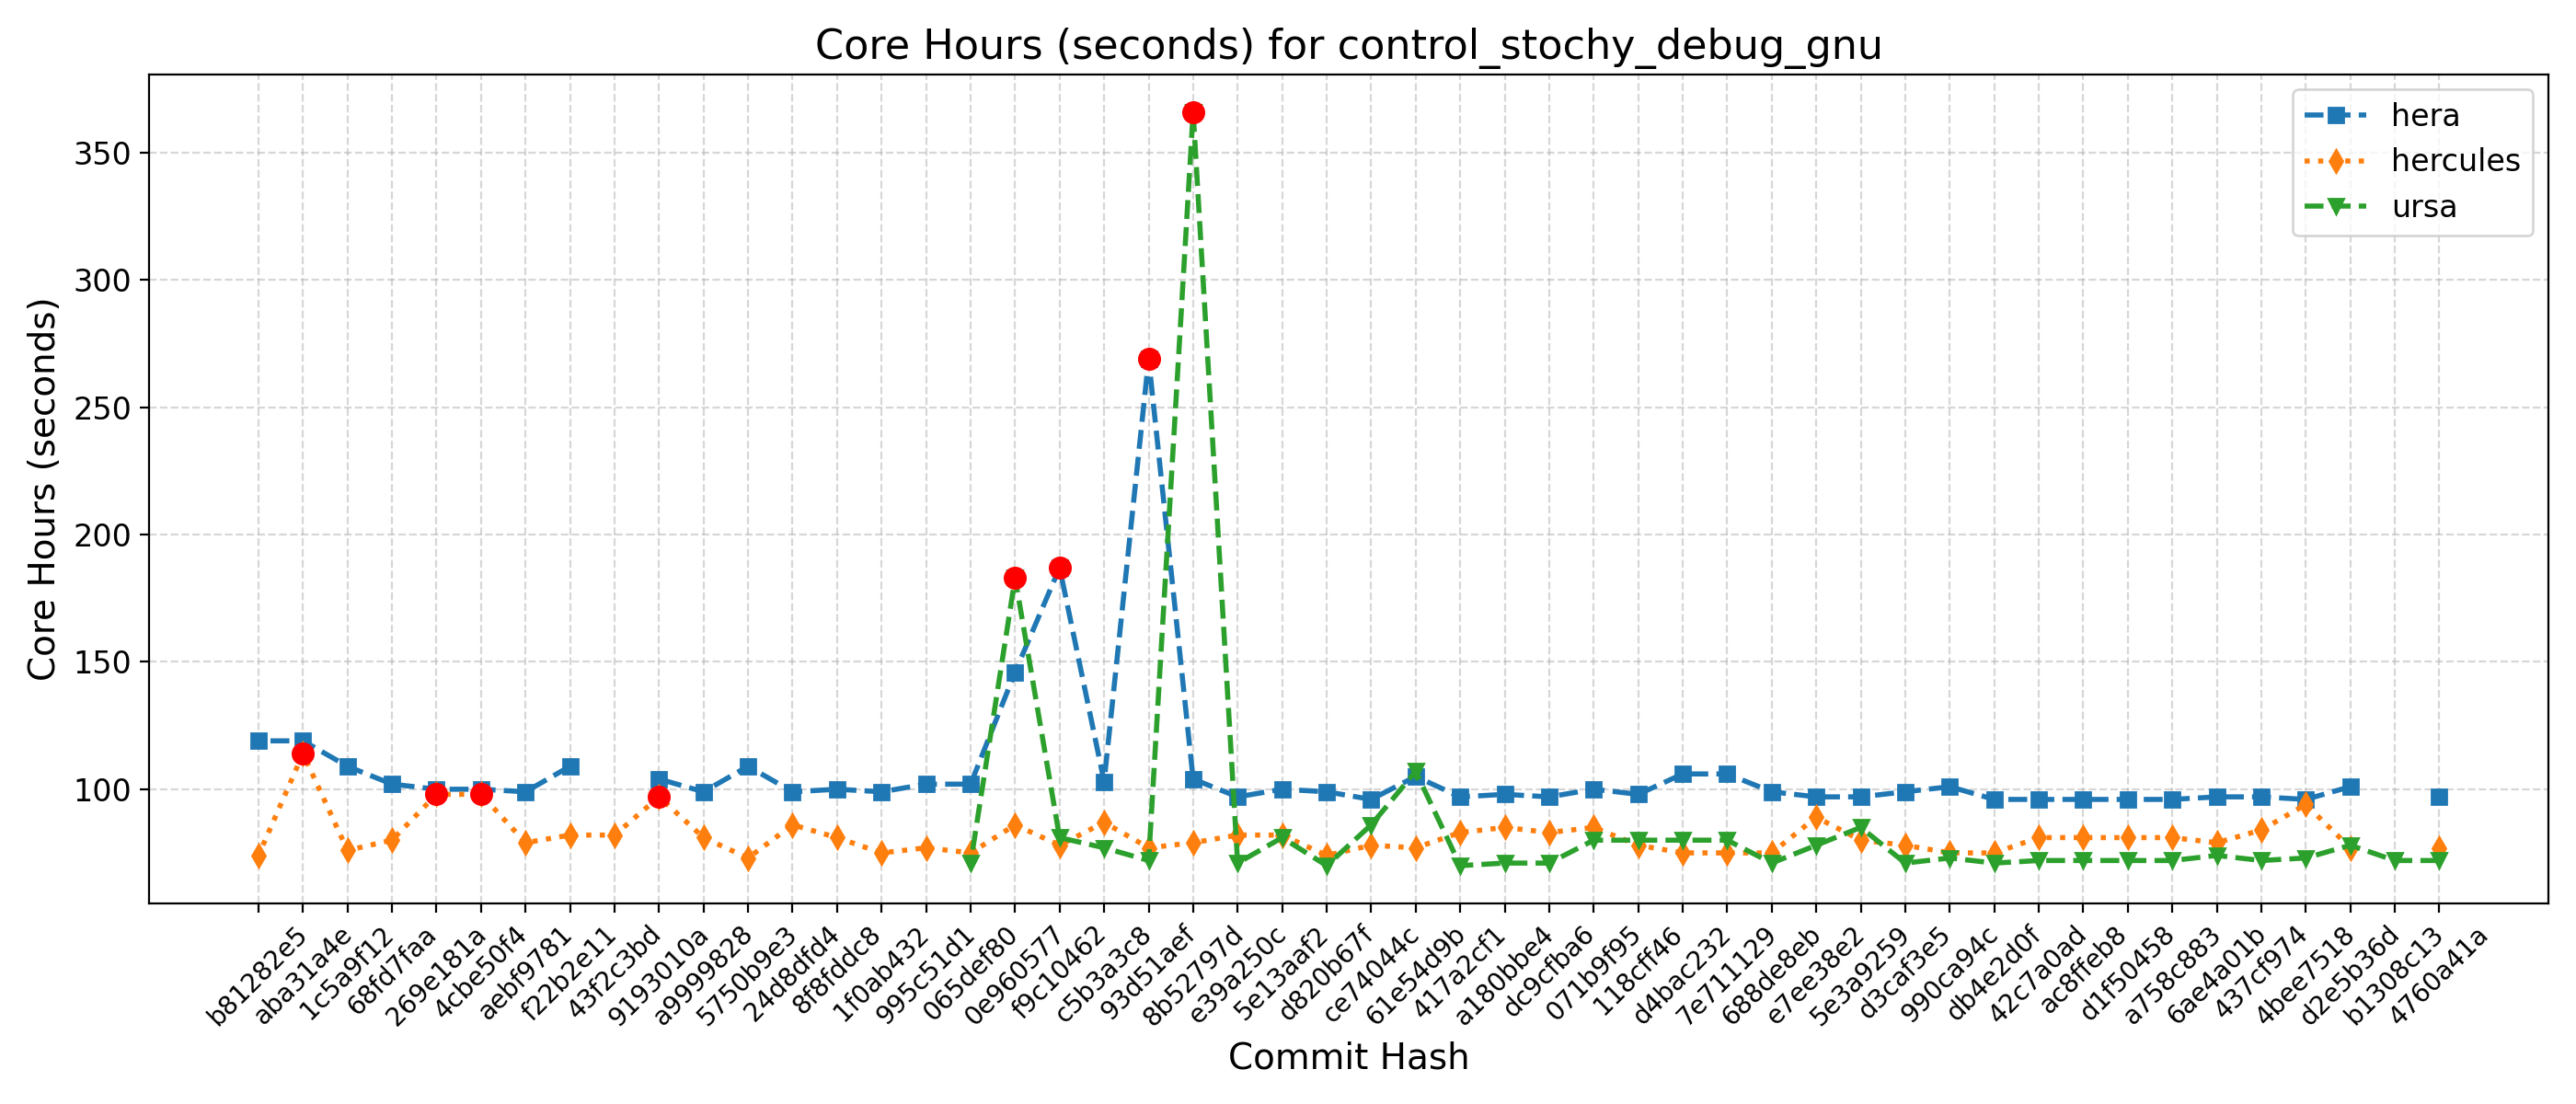 Core Hours (seconds) for control_stochy_debug_gnu
hera
hercules
ursa
Core Hours (seconds)
350
300
250
200
150
100
b81282e5
aba31a4e
1c5a9f12
68fd7faa
269e181a
4cbe50f4
aebf9781
f22b2e11
43f2c3bd
9193010a
a9999828
5750b9e3
24d8dfd4
8f8fddc8
1f0ab432
995c51d1
065def80
0e960577
f9c10462
c5b3a3c8
93d51aef
8b52797d
e39a250c
5e13aaf2
d820b67f
ce74044c
61e54d9b
417a2cf1
a180bbe4
dc9cfba6
071b9f95
118cff46
d4bac232
7e711129
688de8eb
e7ee38e2
5e3a9259
d3caf3e5
990ca94c
db4e2d0f
42c7a0ad
ac8ffeb8
d1f50458
a758c883
6ae4a01b
437cf974
4bee7518
d2e5b36d
b1308c13
4760a41a
Commit Hash